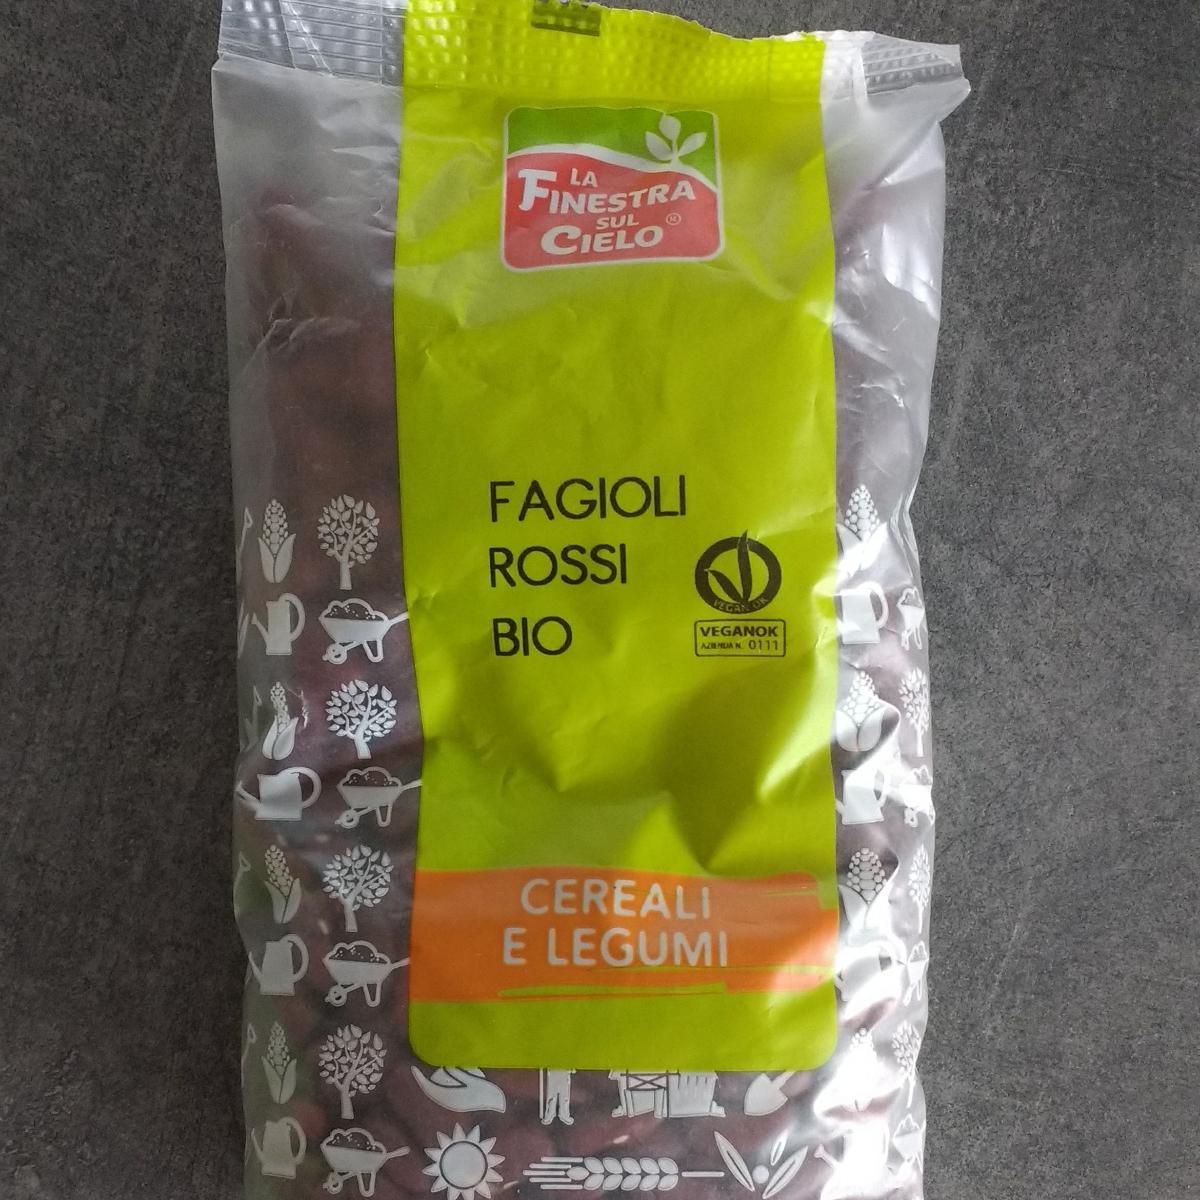 LA
FINESTRA
SUL
CIELO®
FAGIOLI
ROSSI
BIO
VEGAN OK
VEGANOK
AZIENDA N. 0111
CEREALI
E LEGUMI